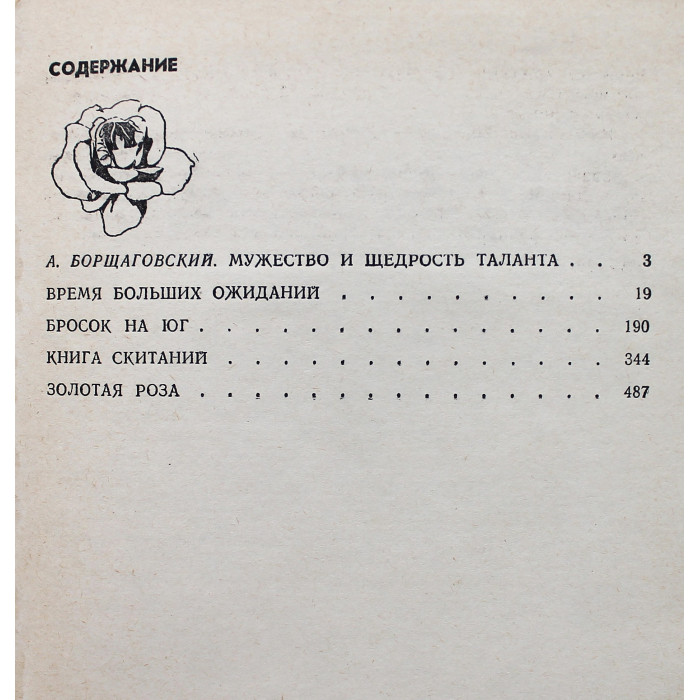 СОДЕРЖАНИЕ
А. БОРЩАГОВСКИЙ. МУЖЕСТВО И ЩЕДРОСТЬ ТАЛАНТА . . 3
ВРЕМЯ БОЛЬШИХ ОЖИДАНИЙ . . . . . . . . . . 19
БРОСОК НА ЮГ . . . . . . . . . . . . . . . 190
КНИГА СКИТАНИЙ . . . . . . . . . . . . . . 344
ЗОЛОТАЯ РОЗА . . . . . . . . . . . . . . . 487